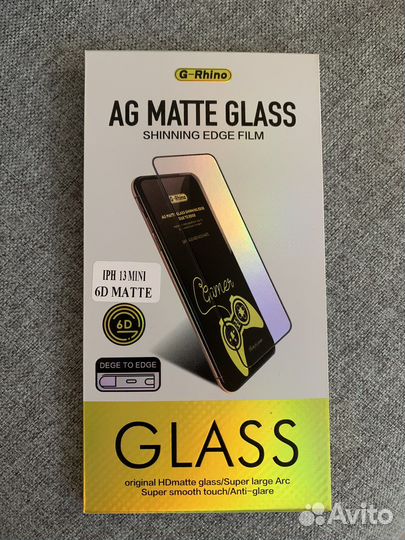 G-Rhino
AG MATTE GLASS
SHINNING EDGE FILM
G-Rhino
IPH 13 MINI
6D MATTE
Gamer
6D
DEGE TO EDGE
GLASS
original HDmatte glass/Super large Arc
Super smooth touch/Anti-glare
Avito